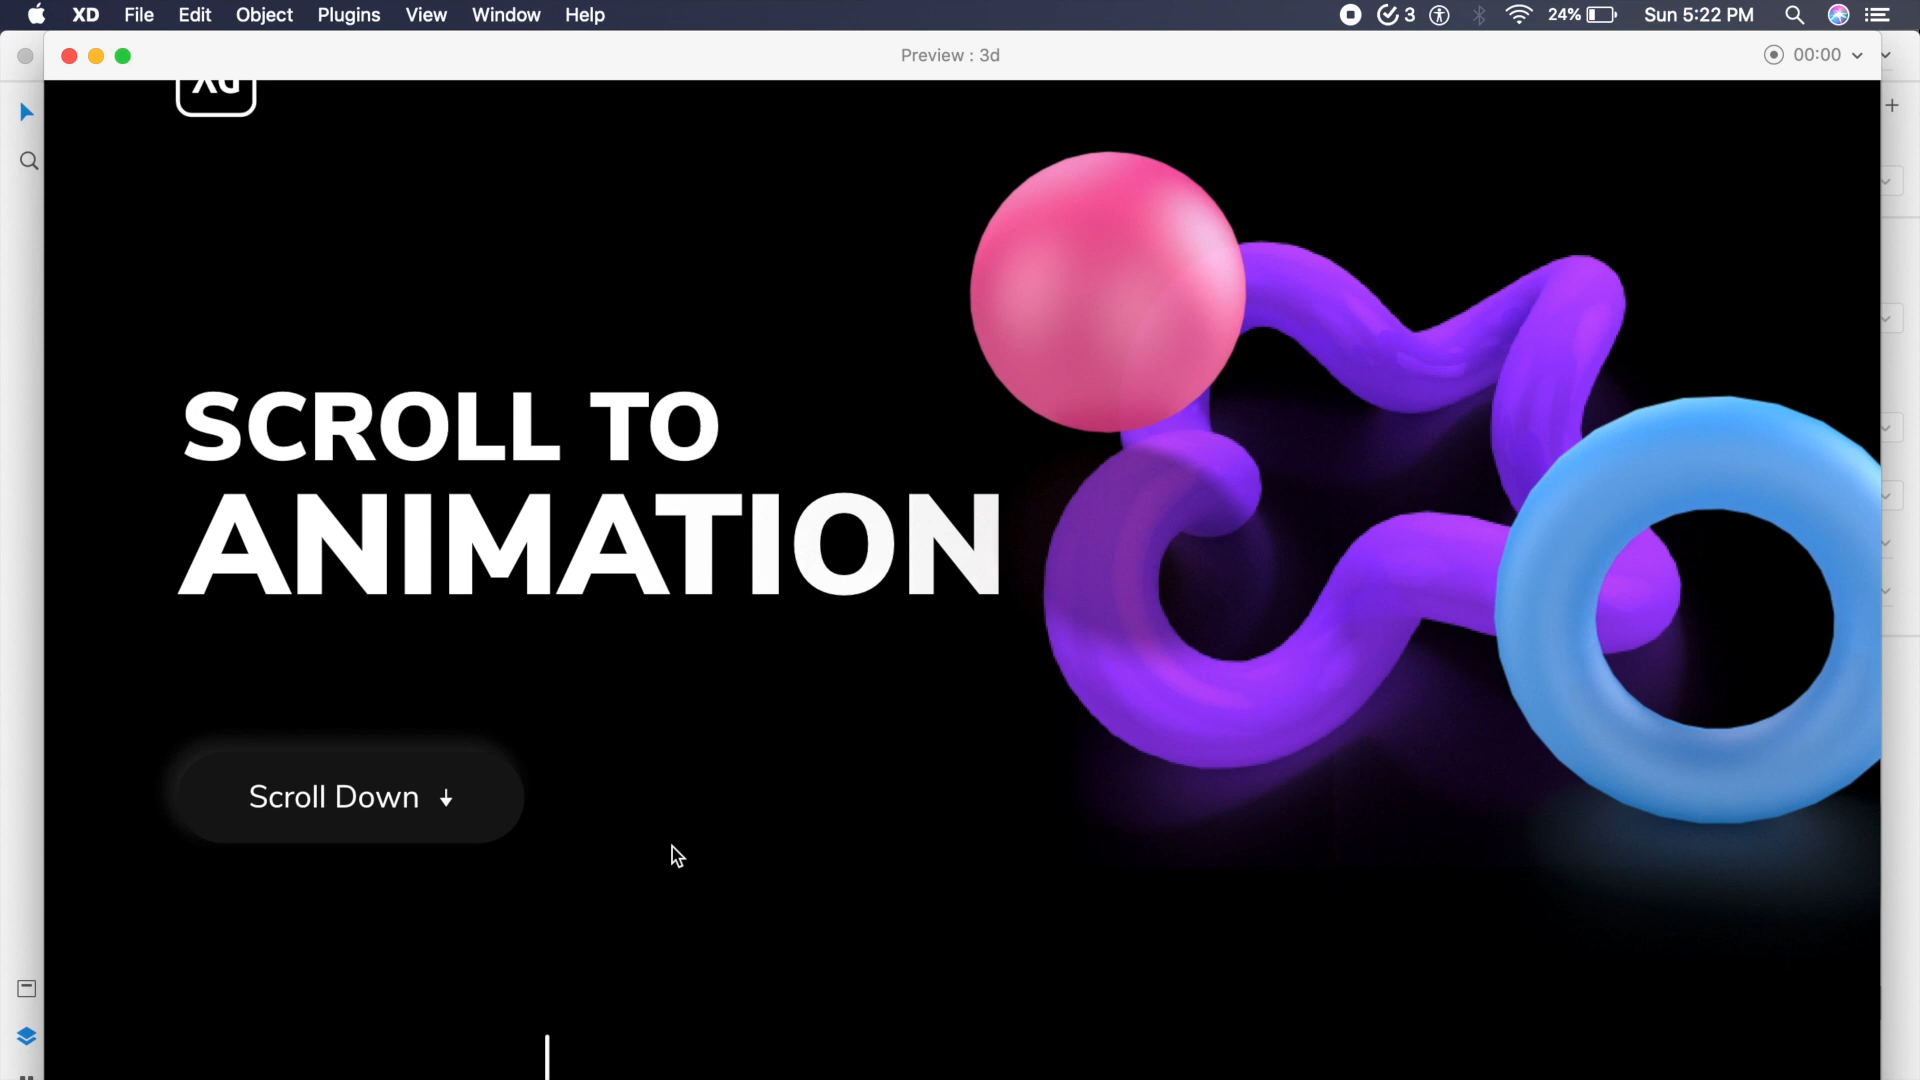 XD File Edit Object Plugins View Window Help 3 24% Sun 5:22 PM
Preview : 3d 00:00
SCROLL TO
ANIMATION
Scroll Down